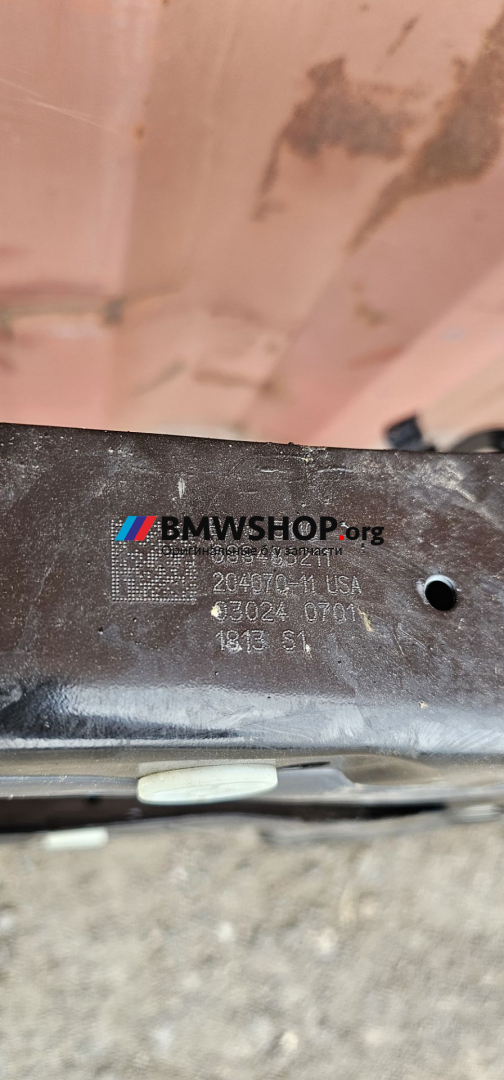 BMWSHOP.org
Оригинальные б/у запчасти
204070-11 USA
03024 0701
1813 S1